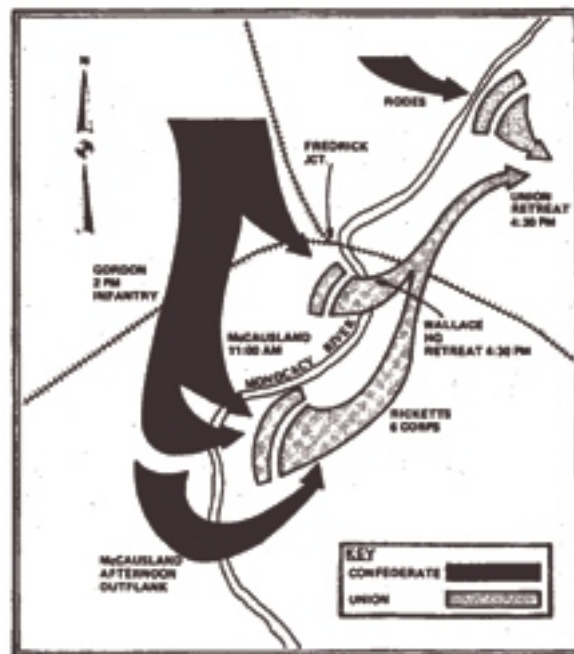 N
RODES
FREDRICK
JCT.
UNION
RETREAT
4:30 PM
GORDON
2 PM
INFANTRY
McCAUSLAND
11:00 AM
MONOCACY RIVER
WALLACE
HQ
RETREAT 4:30 PM
RICKETTS
6 CORPS
McCAUSLAND
AFTERNOON
OUTFLANK
KEY
CONFEDERATE
UNION